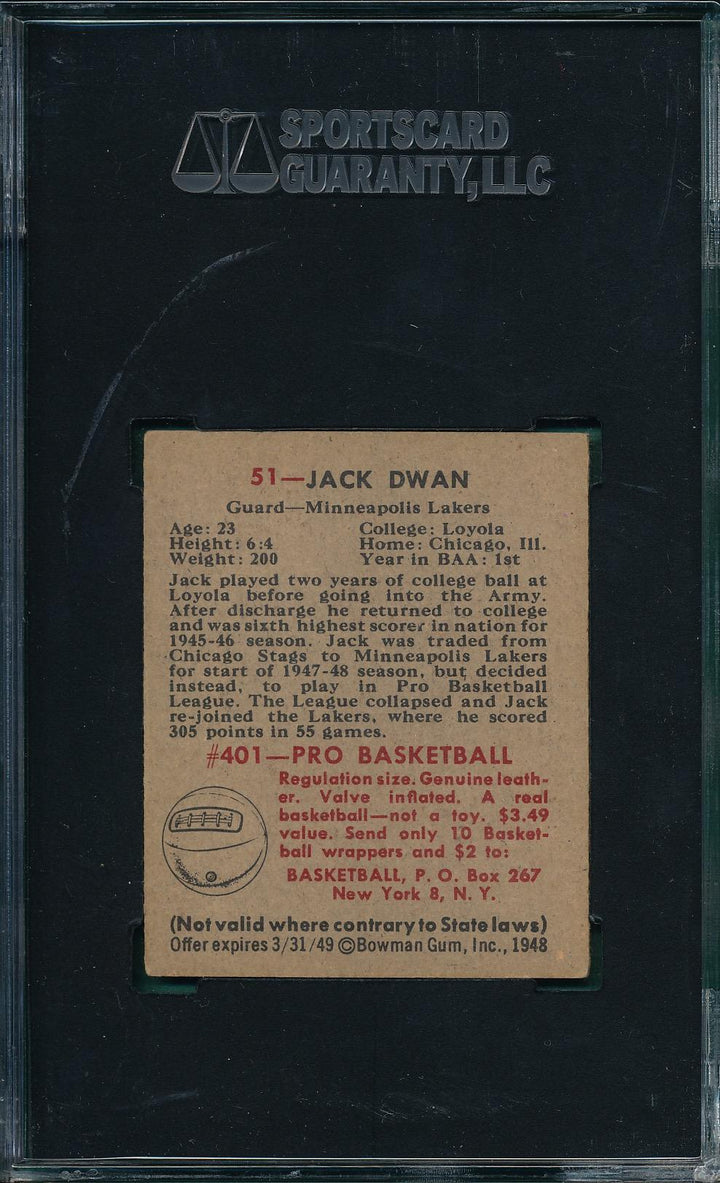 SPORTSCARD
GUARANTY, LLC
51—JACK DWAN
Guard—Minneapolis Lakers
Age: 23 College: Loyola
Height: 6:4 Home: Chicago, Ill.
Weight: 200 Year in BAA: 1st
Jack played two years of college ball at
Loyola before going into the Army.
After discharge he returned to college
and was sixth highest scorer in nation for
1945-46 season. Jack was traded from
Chicago Stags to Minneapolis Lakers
for start of 1947-48 season, but decided
instead, to play in Pro Basketball
League. The League collapsed and Jack
re-joined the Lakers, where he scored
305 points in 55 games.
#401—PRO BASKETBALL
Regulation size. Genuine leath-
er. Valve inflated. A real
basketball—not a toy. $3.49
value. Send only 10 Basket-
ball wrappers and $2 to:
BASKETBALL, P. O. Box 267
New York 8, N. Y.
(Not valid where contrary to State laws)
Offer expires 3/31/49 ©Bowman Gum, Inc., 1948